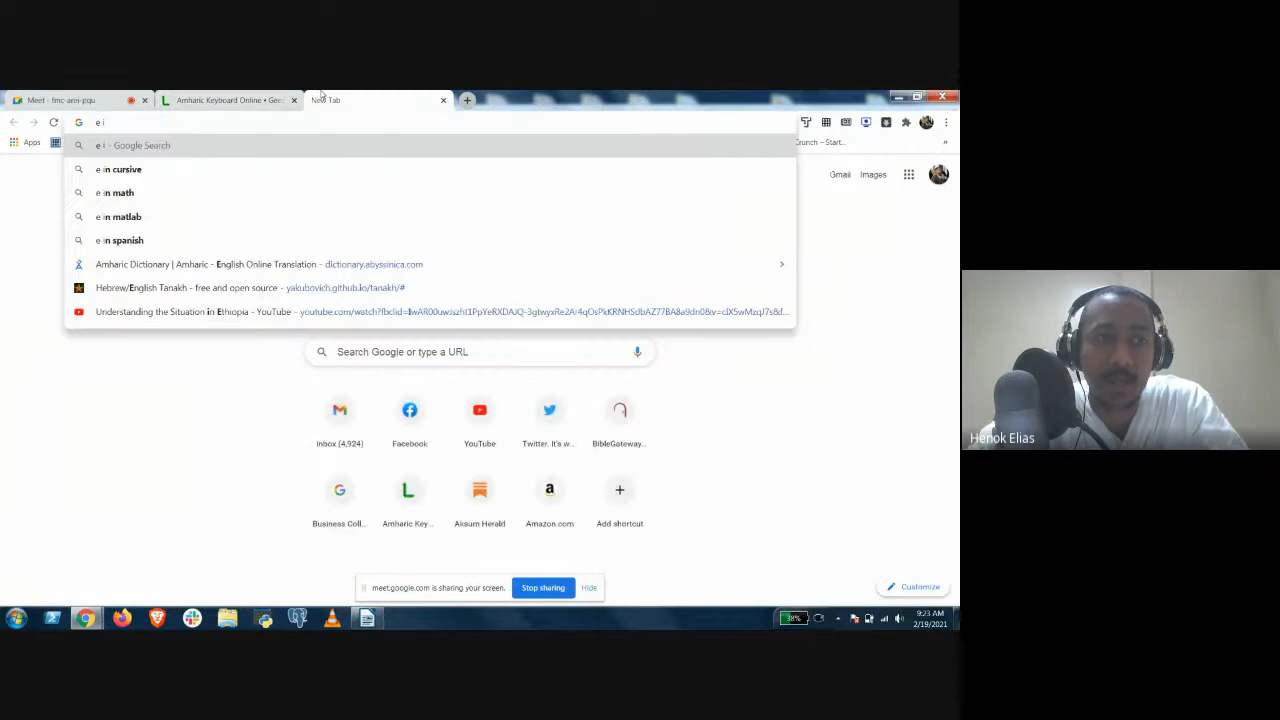 Meet - fmc-arei-pqu
Amharic Keyboard Online • Gee
New Tab
e i
Apps
Crunch – Start...
e i - Google Search
e in cursive
e in math
e in matlab
e in spanish
Amharic Dictionary | Amharic - English Online Translation - dictionary.abyssinica.com
Hebrew/English Tanakh - free and open source - yakubovich.github.io/tanakh/#
Understanding the Situation in Ethiopia - YouTube -
Gmail Images
Search Google or type a URL
Inbox (4,924)
Facebook
YouTube
Twitter. It's w...
BibleGateway...
Business Coll...
Amharic Key...
Aksum Herald
Amazon.com
Add shortcut
meet.google.com is sharing your screen. Stop sharing Hide
Customize
38%
9:23 AM
2/19/2021
Henok Elias